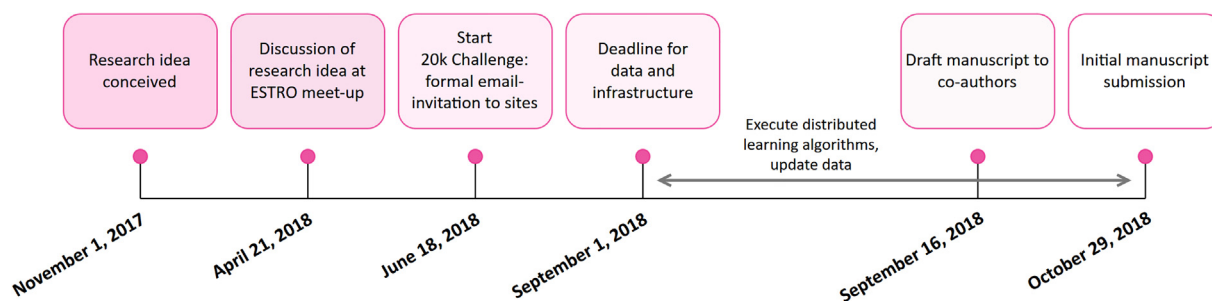 Research idea
conceived
Discussion of
research idea at
ESTRO meet-up
Start
20k Challenge:
formal email-
invitation to sites
Deadline for
data and
infrastructure
Draft manuscript to
co-authors
Initial manuscript
submission
Execute distributed
learning algorithms,
update data
November 1, 2017
April 21, 2018
June 18, 2018
September 1, 2018
September 16, 2018
October 29, 2018